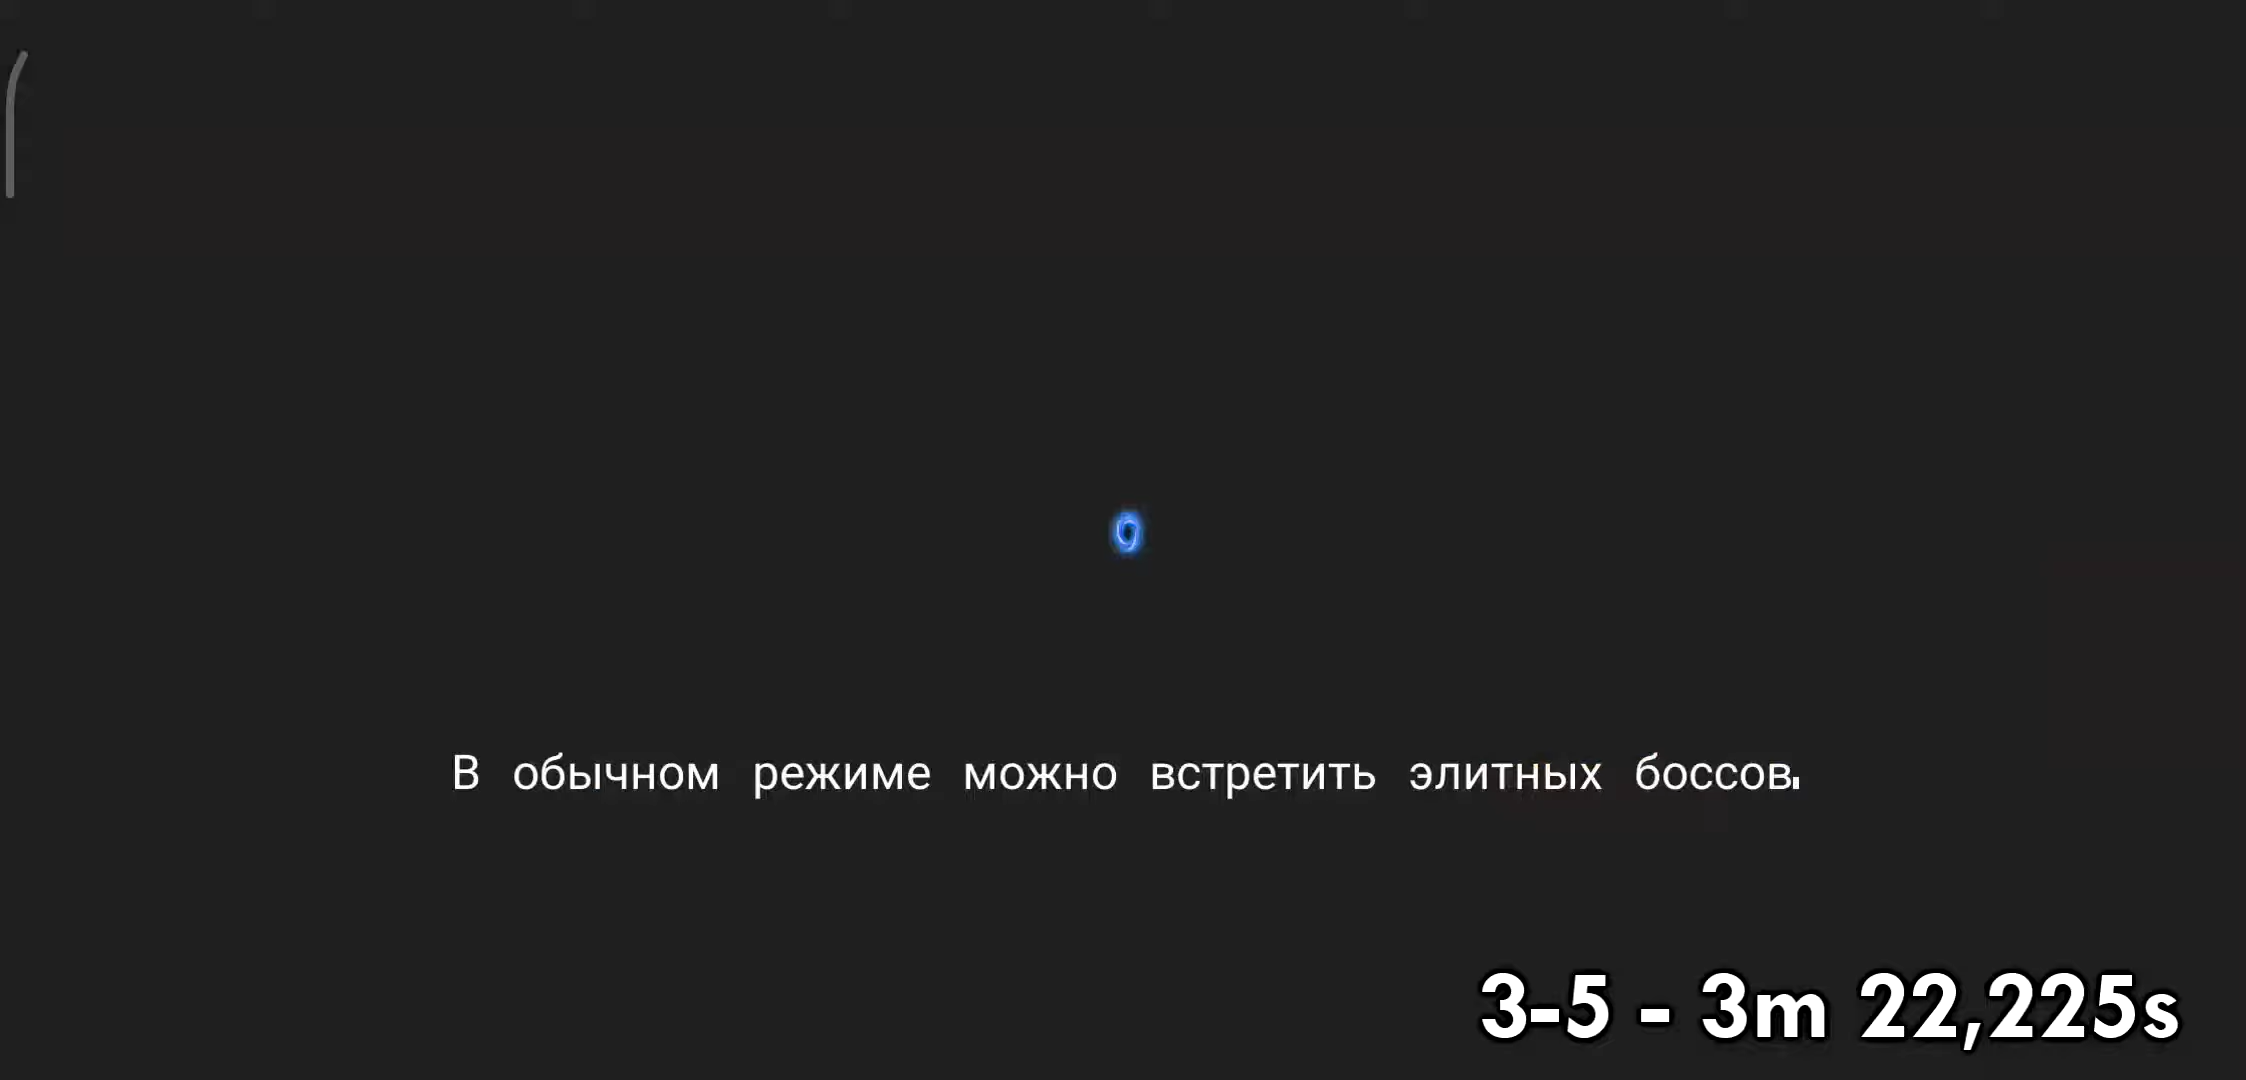 В обычном режиме можно встретить элитных боссов.
3-5 - 3m 22,225s